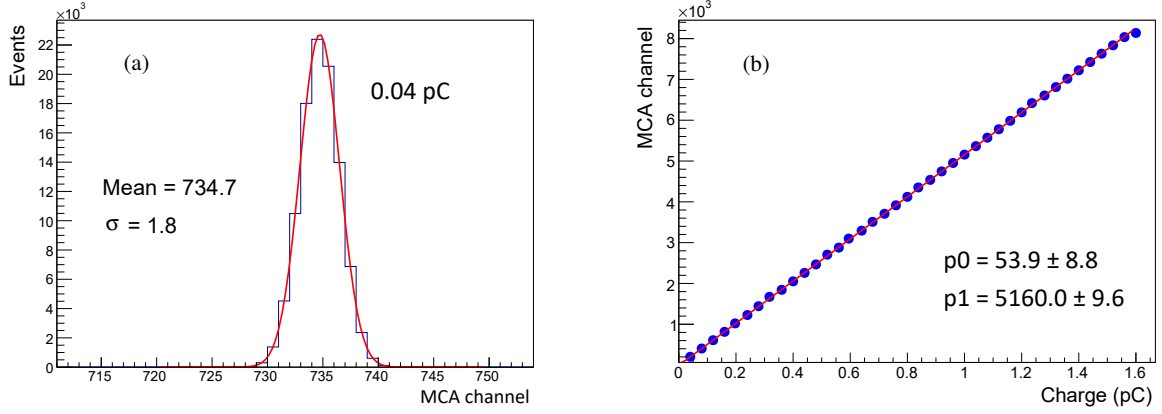 ×10³
Events
(a)
0.04 pC
Mean = 734.7
σ = 1.8
22
20
18
16
14
12
10
8
6
4
2
0
715 720 725 730 735 740 745 750
MCA channel
×10³
MCA channel
(b)
p0 = 53.9 ± 8.8
p1 = 5160.0 ± 9.6
8
7
6
5
4
3
2
1
0 0.2 0.4 0.6 0.8 1 1.2 1.4 1.6
Charge (pC)